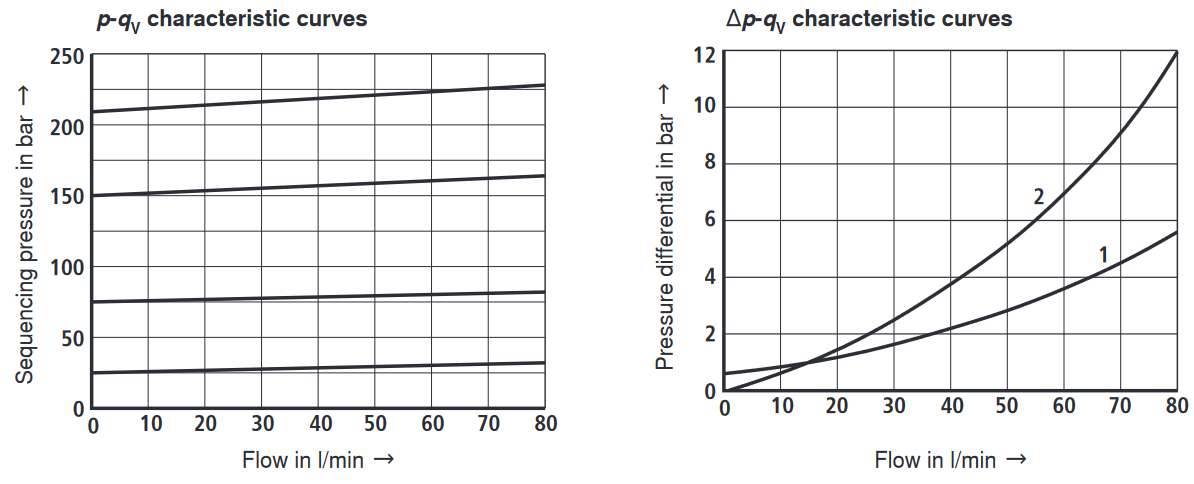 p-qV characteristic curves
Sequencing pressure in bar →
250
200
150
100
50
0
0 10 20 30 40 50 60 70 80
Flow in l/min →
Δp-qV characteristic curves
Pressure differential in bar →
12
10
8
6
4
2
0
2
1
0 10 20 30 40 50 60 70 80
Flow in l/min →